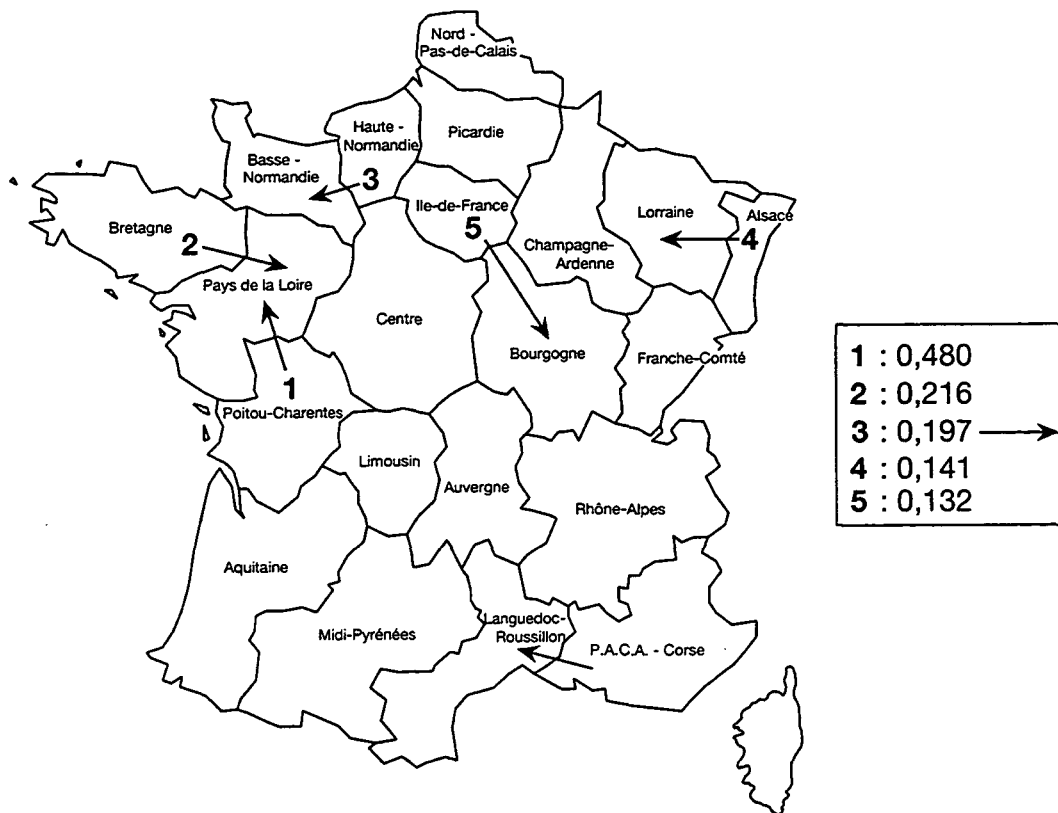 Nord -
Pas-de-Calais
Haute -
Normandie
Picardie
Basse -
Normandie
3
Ile-de-France
5
Lorraine
Alsace
4
Bretagne
2
Champagne-
Ardenne
Pays de la Loire
Centre
Bourgogne
Franche-Comté
1
Poitou-Charentes
Limousin
Auvergne
Rhône-Alpes
Aquitaine
Midi-Pyrénées
Languedoc-
Roussillon
P.A.C.A. - Corse
1 : 0,480
2 : 0,216
3 : 0,197
4 : 0,141
5 : 0,132